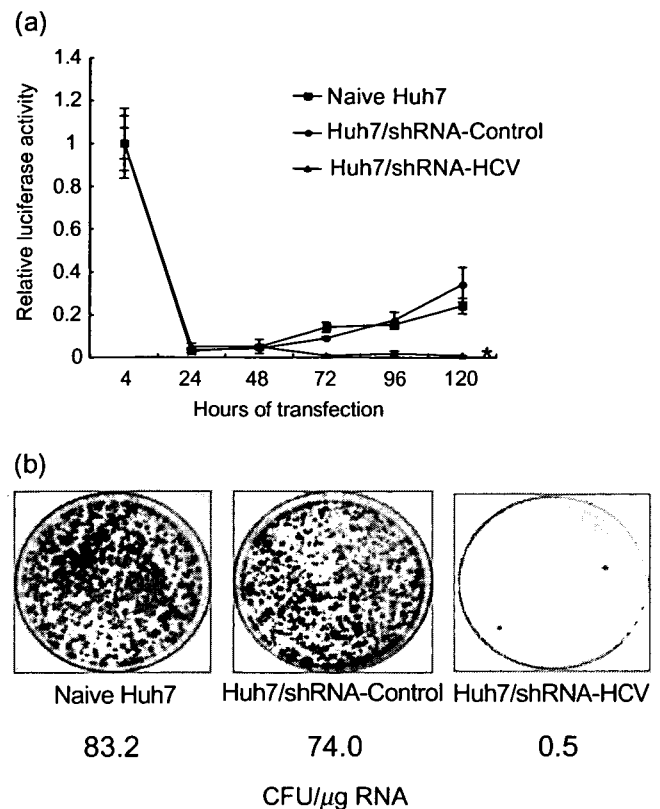 (a)
Relative luciferase activity
1.4
1.2
1
0.8
0.6
0.4
0.2
0
Naive Huh7
Huh7/shRNA-Control
Huh7/shRNA-HCV
*
4 24 48 72 96 120
Hours of transfection
(b)
Naive Huh7 Huh7/shRNA-Control Huh7/shRNA-HCV
83.2 74.0 0.5
CFU/μg RNA